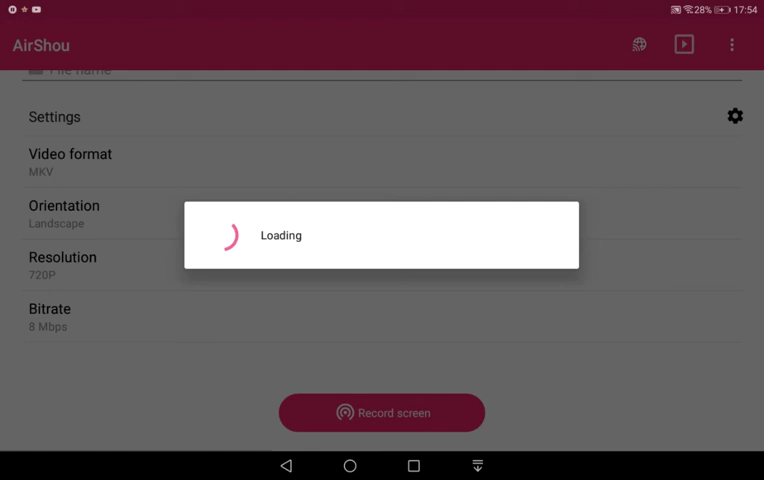 28% 17:54
AirShou
File name
Settings
Video format
MKV
Orientation
Landscape
Resolution
720P
Loading
Bitrate
8 Mbps
Record screen